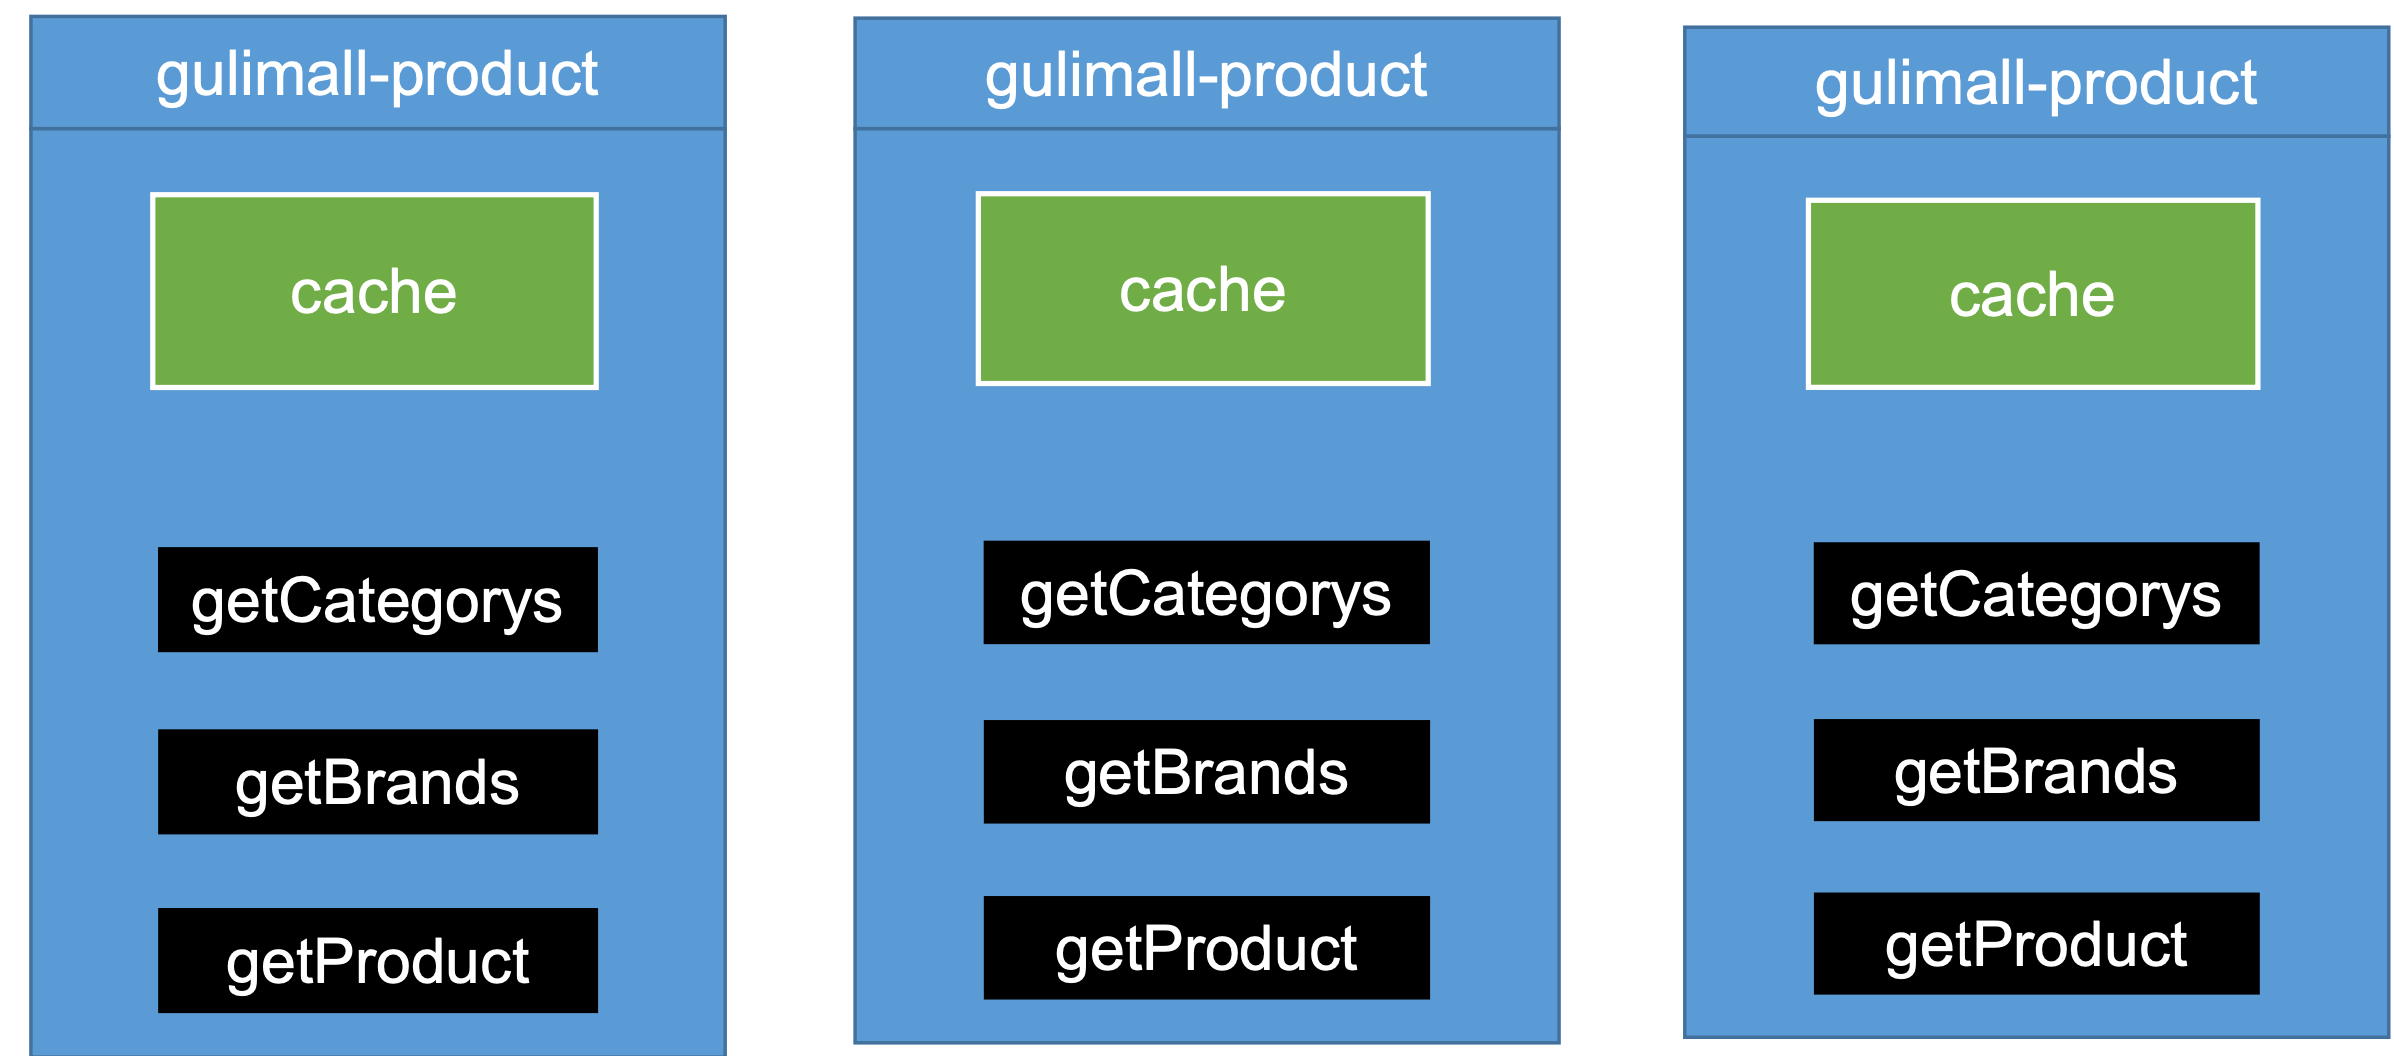 gulimall-product
cache
getCategorys
getBrands
getProduct
gulimall-product
cache
getCategorys
getBrands
getProduct
gulimall-product
cache
getCategorys
getBrands
getProduct